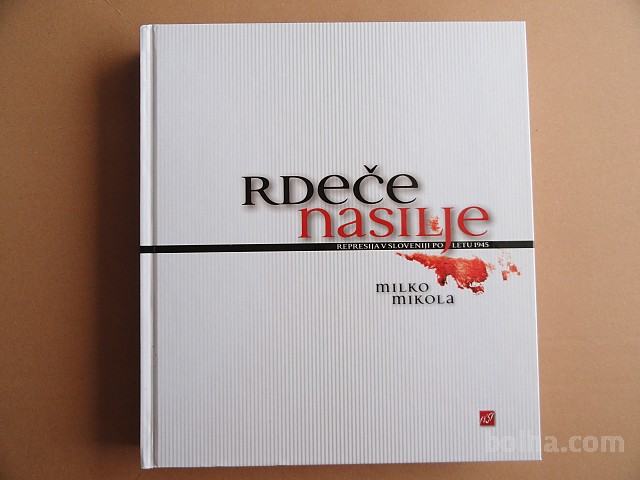 RDeče
nasilje
REPRESIJA V SLOVENIJI PO LETU 1945
MILKO
MIKOLA
bolha.com